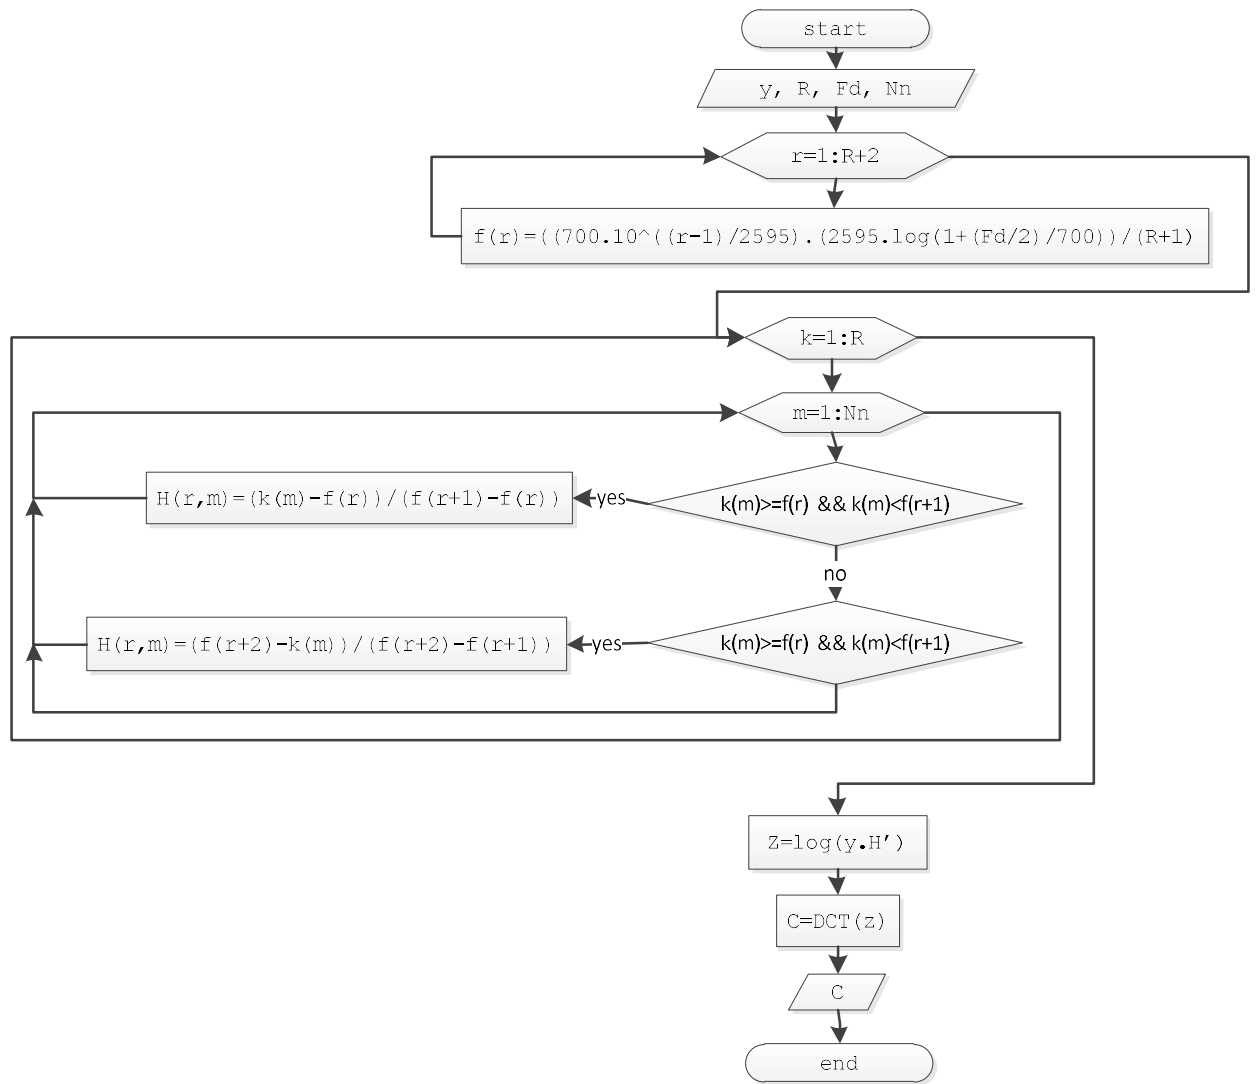 start
y, R, Fd, Nn
r=1:R+2
f(r)=((700.10^((r-1)/2595).(2595.log(1+(Fd/2)/700))/(R+1)
k=1:R
m=1:Nn
H(r,m)=(k(m)-f(r))/(f(r+1)-f(r))
yes
k(m)>=f(r) && k(m)<f(r+1)
no
H(r,m)=(f(r+2)-k(m))/(f(r+2)-f(r+1))
yes
k(m)>=f(r) && k(m)<f(r+1)
Z=log(y.H’)
C=DCT(z)
C
end